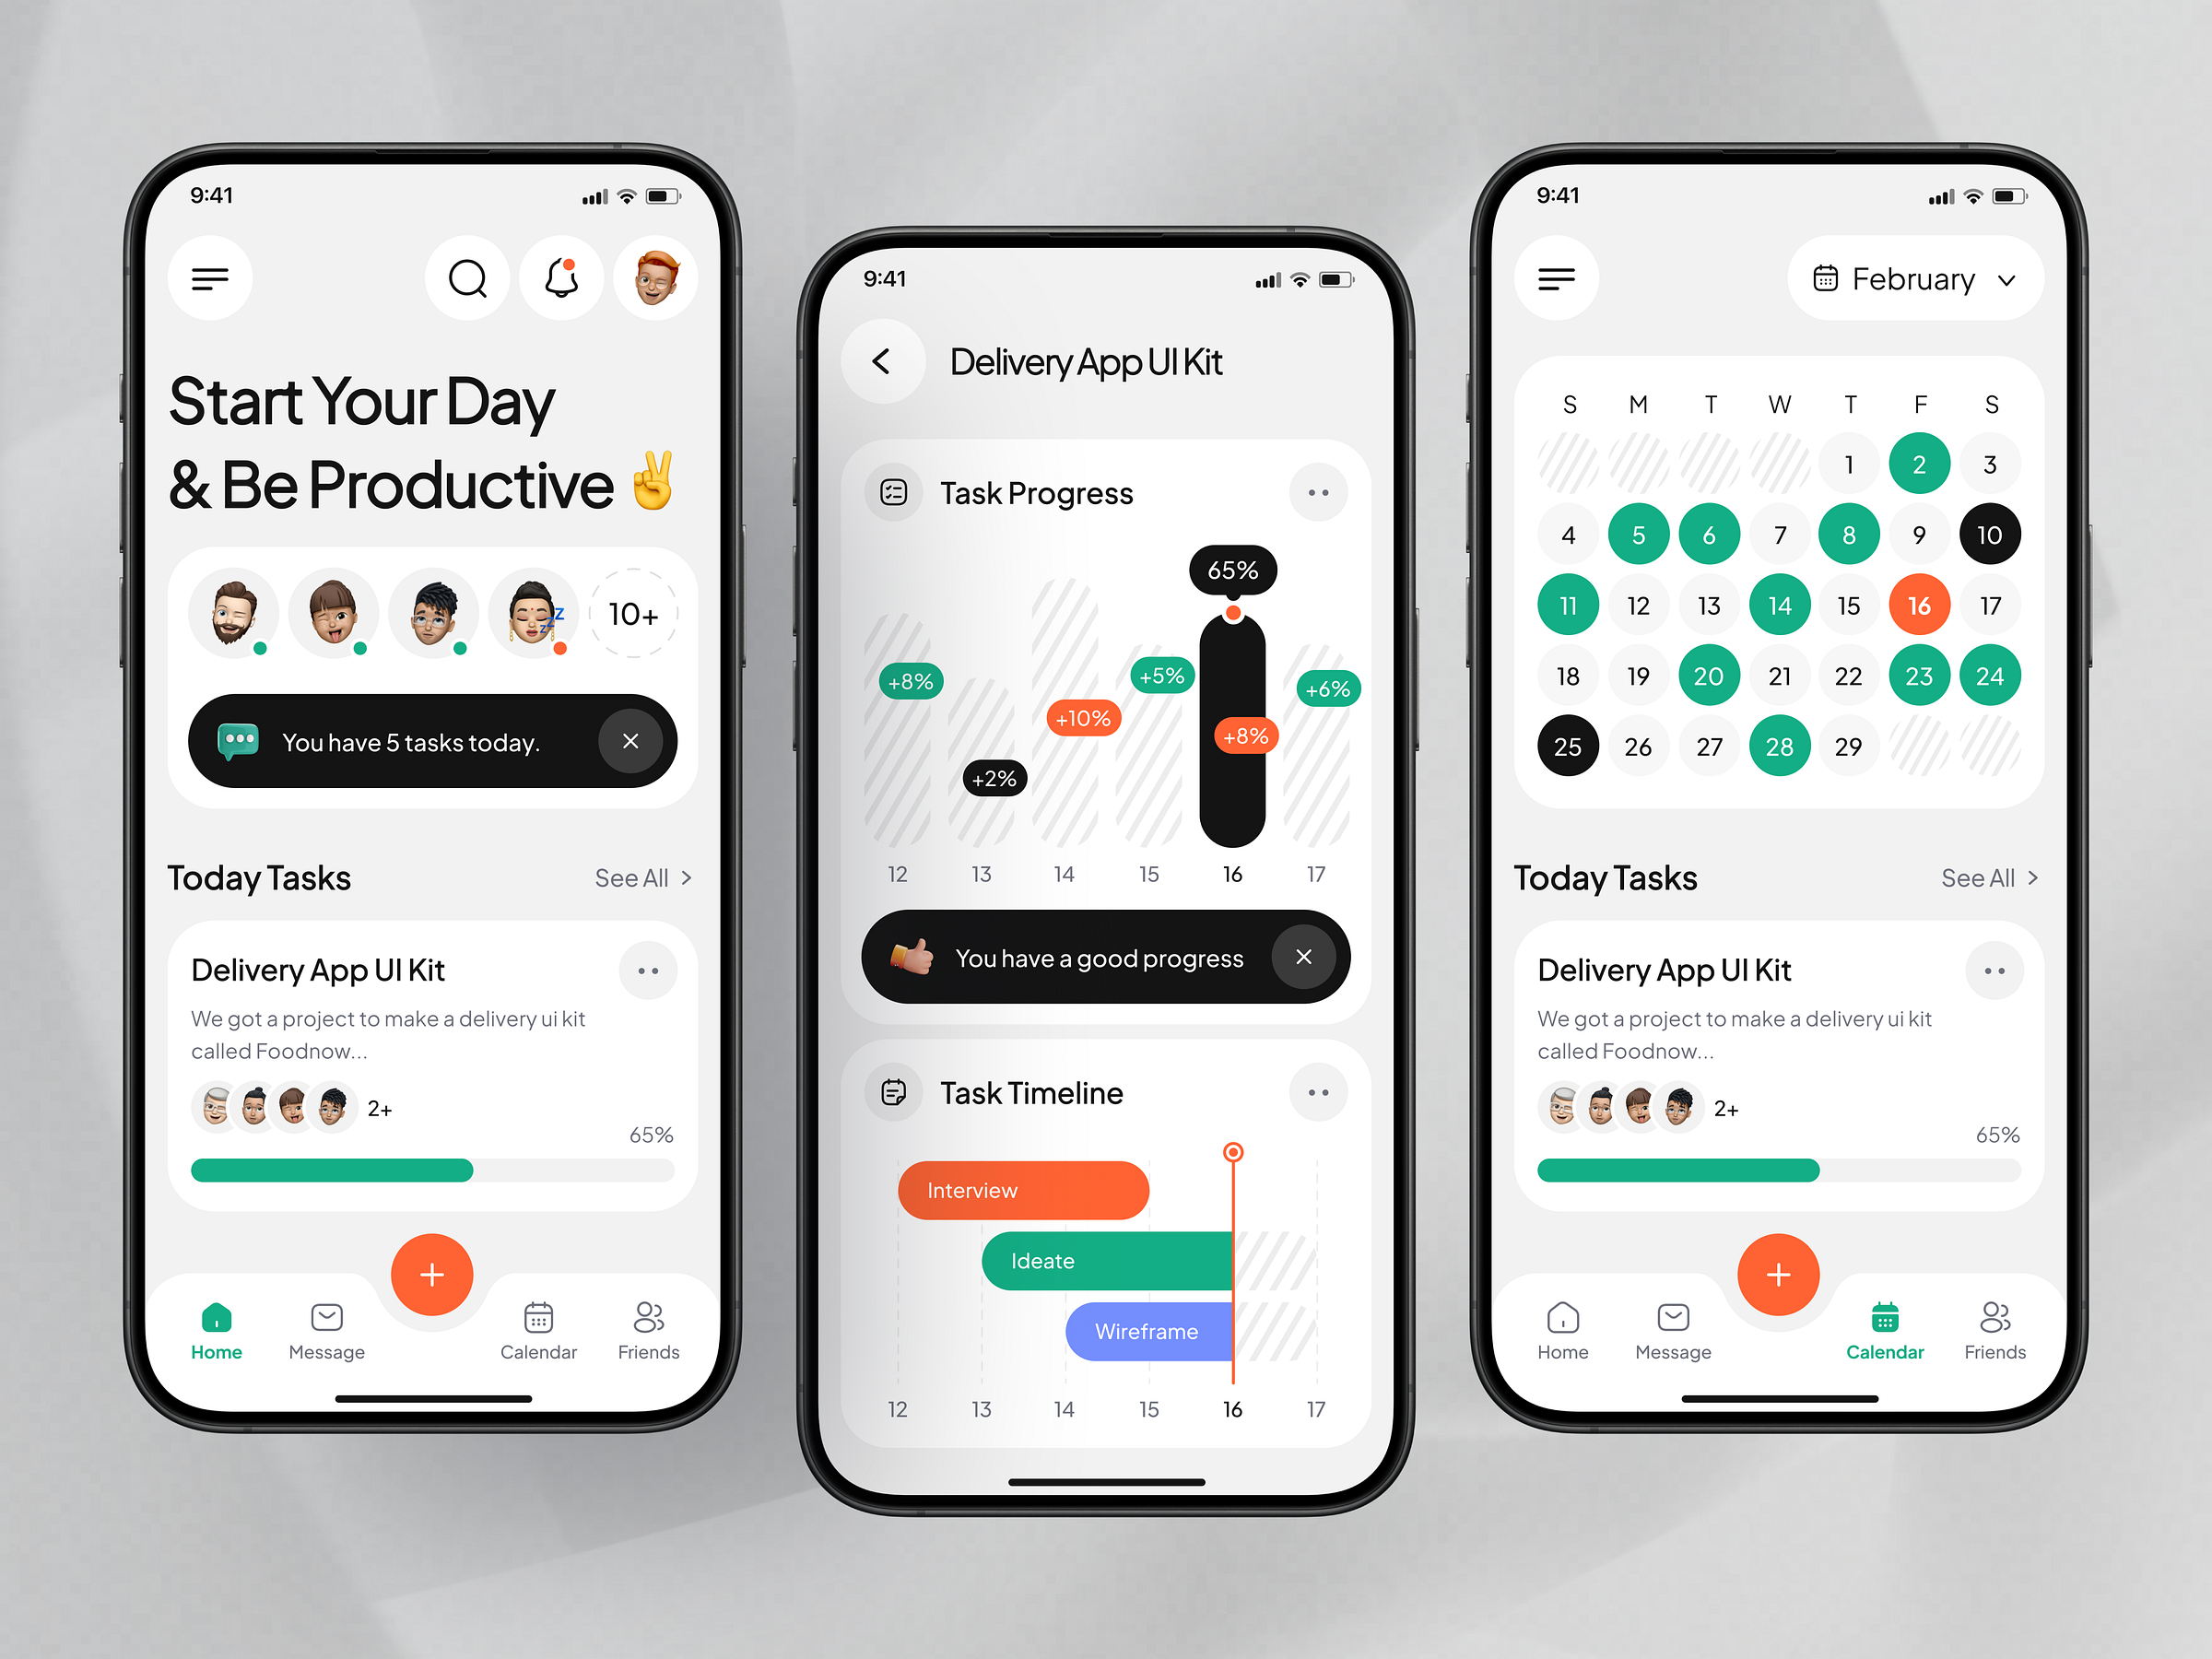 9:41
Start Your Day
& Be Productive
10+
You have 5 tasks today.
Today Tasks
See All
Delivery App UI Kit
We got a project to make a delivery ui kit
called Foodnow...
2+
65%
Home
Message
Calendar
Friends
9:41
Delivery App UI Kit
Task Progress
65%
+8%
+2%
+10%
+5%
+8%
+6%
12 13 14 15 16 17
You have a good progress
Task Timeline
Interview
Ideate
Wireframe
12 13 14 15 16 17
9:41
February
S M T W T F S
1 2 3
4 5 6 7 8 9 10
11 12 13 14 15 16 17
18 19 20 21 22 23 24
25 26 27 28 29
Today Tasks
See All
Delivery App UI Kit
We got a project to make a delivery ui kit
called Foodnow...
2+
65%
Home
Message
Calendar
Friends